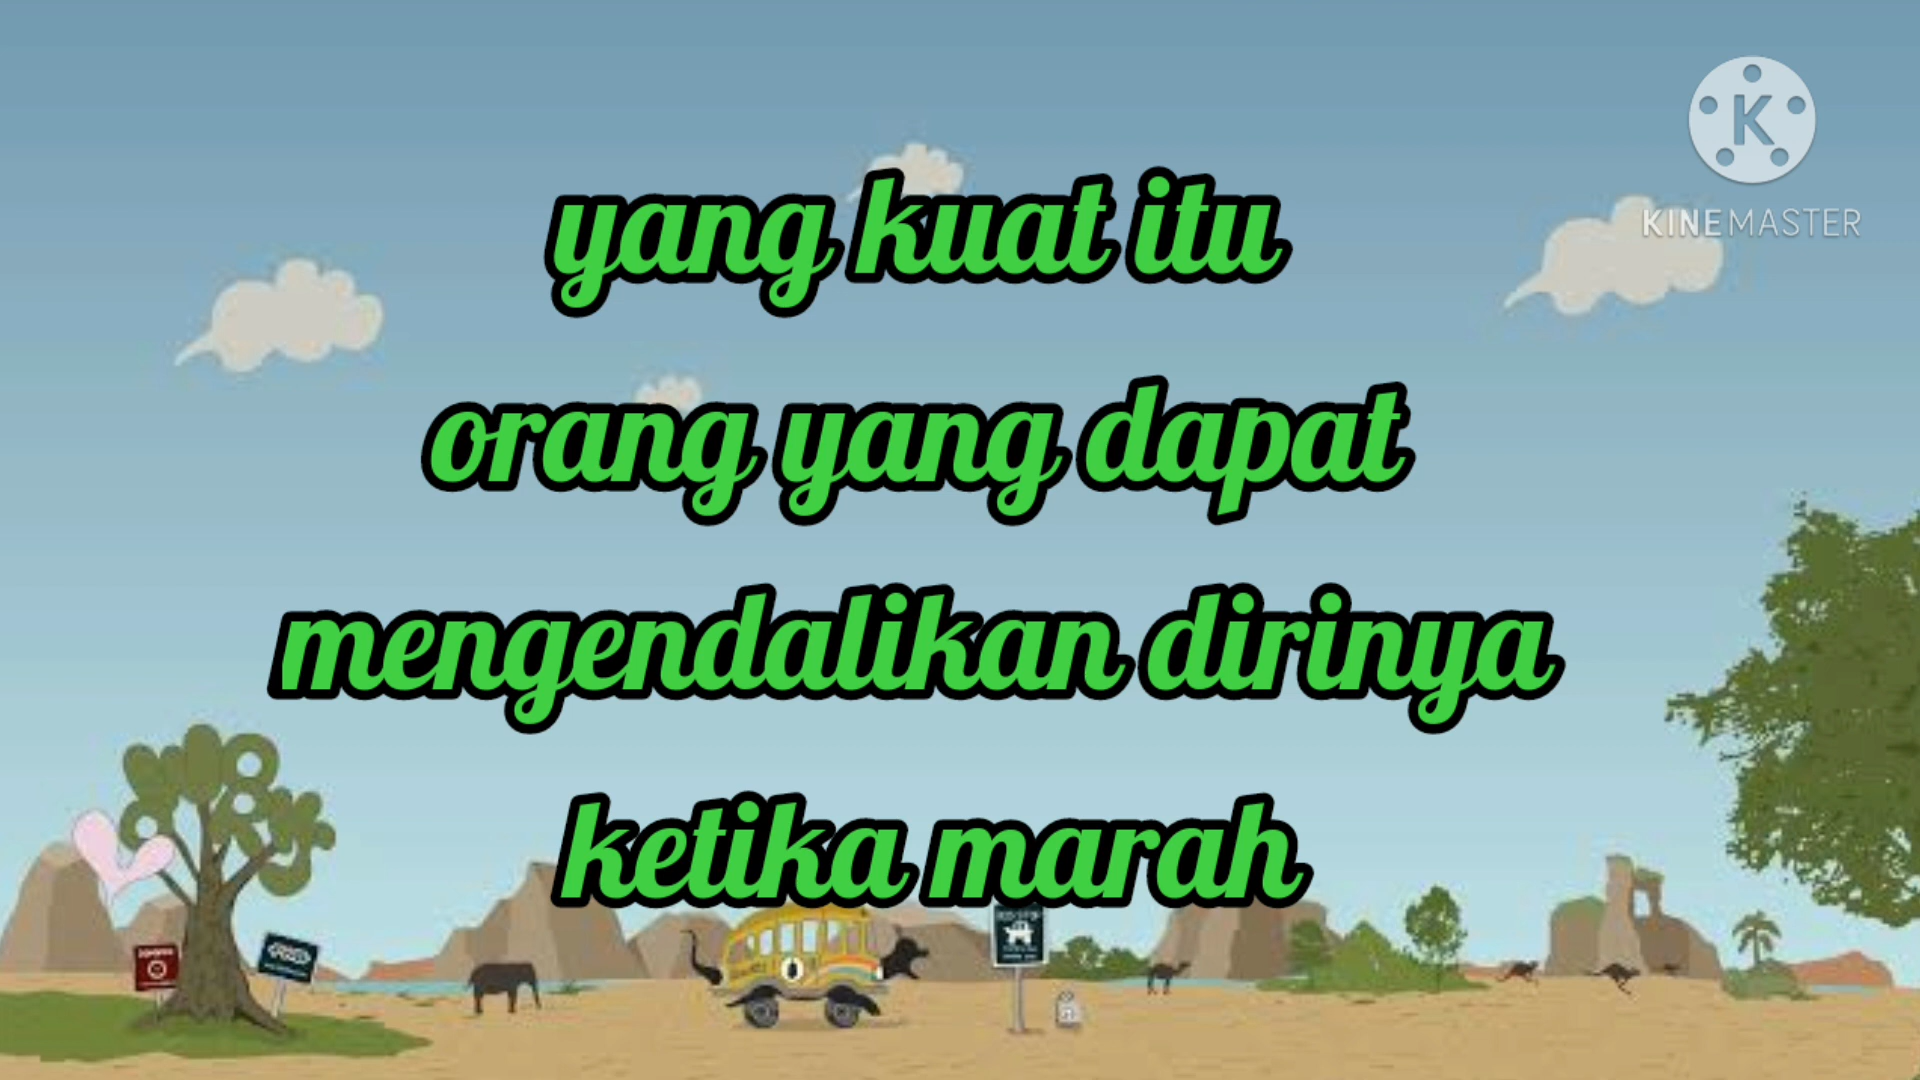 yang kuat itu
orang yang dapat
mengendalikan dirinya
ketika marah
K
KINEMASTER